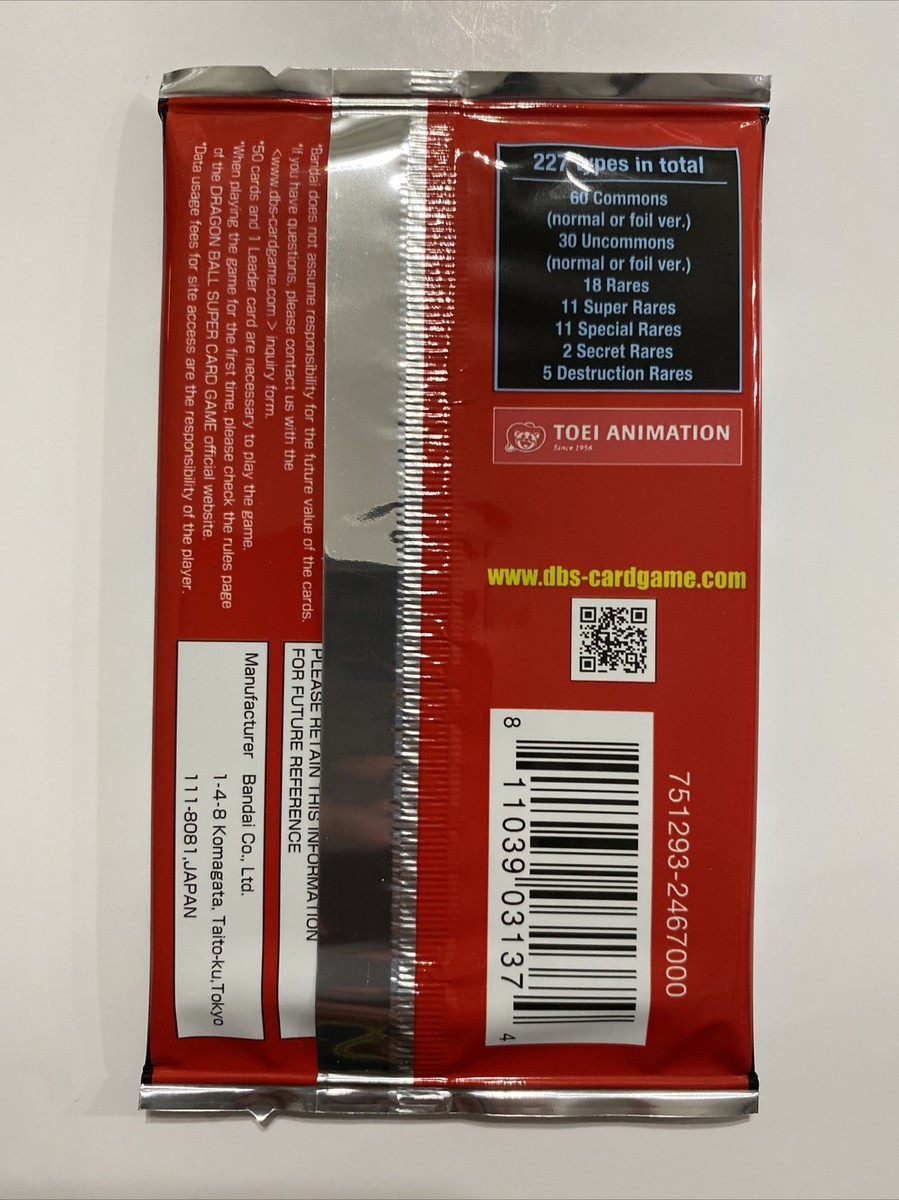 227 types in total
60 Commons
(normal or foil ver.)
30 Uncommons
(normal or foil ver.)
18 Rares
11 Super Rares
11 Special Rares
2 Secret Rares
5 Destruction Rares
TOEI ANIMATION
Since 1956
www.dbs-cardgame.com
751293-2467000
8 11039 03137 4
*Bandai does not assume responsibility for the future value of the cards.
*If you have questions, please contact us with the
<www.dbs-cardgame.com > inquiry form.
*50 cards and 1 Leader card are necessary to play the game.
*When playing the game for the first time, please check the rules page
of the DRAGON BALL SUPER CARD GAME official website.
*Data usage fees for site access are the responsibility of the player.
PLEASE RETAIN THIS INFORMATION
FOR FUTURE REFERENCE
Manufacturer Bandai Co., Ltd.
1-4-8 Komagata, Taito-ku,Tokyo
111-8081,JAPAN